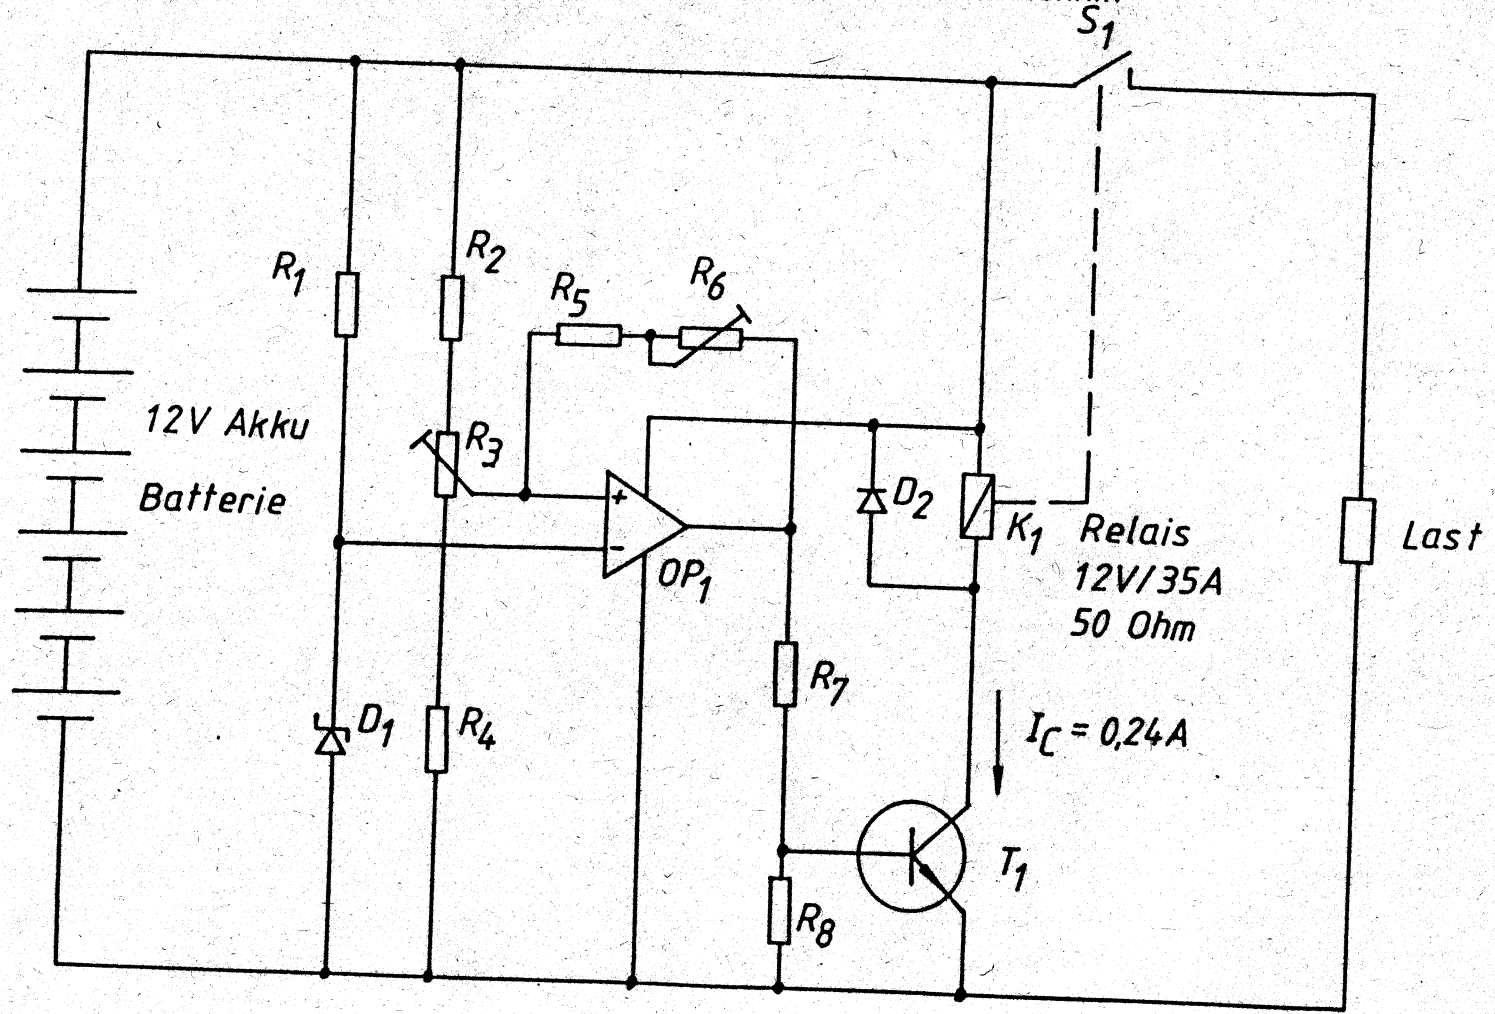 S1
R1
R2
R5
R6
12V Akku
Batterie
R3
+
-
OP1
D2
K1
Relais
12V/35A
50 Ohm
Last
D1
R4
R7
IC = 0,24A
T1
R8